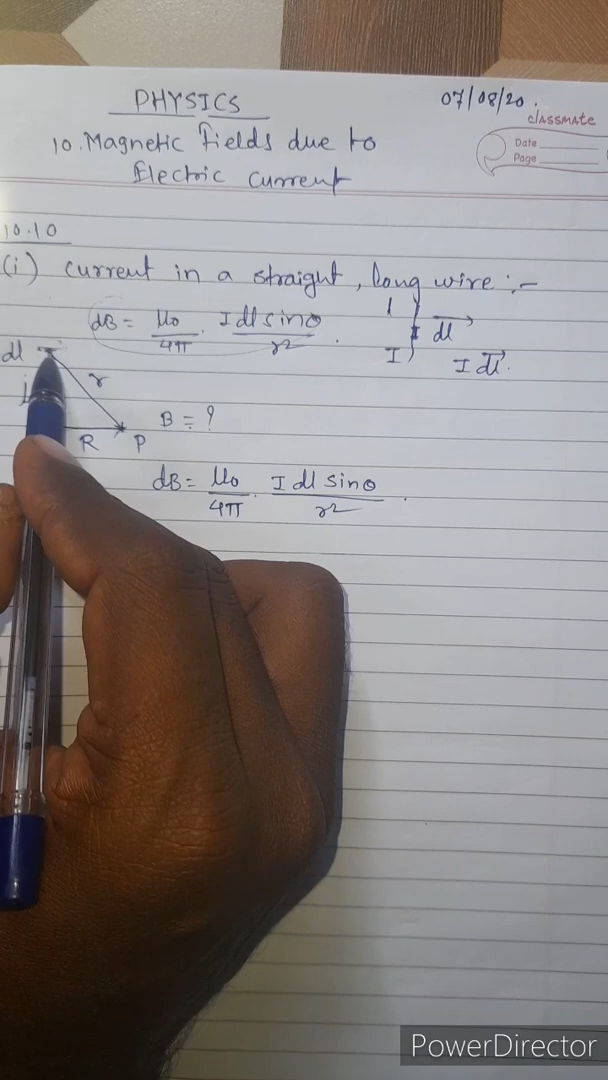 PHYSICS
07/08/20.
classmate
Date
Page
10. Magnetic fields due to
Electric current
10.10
(i) current in a straight, long wire :-
dB = μ₀/4π · I dl sinθ/r² .
I dl
I dl.
dl
r
B = ?
R P
dB = μ₀/4π · I dl sinθ/r² .
PowerDirector